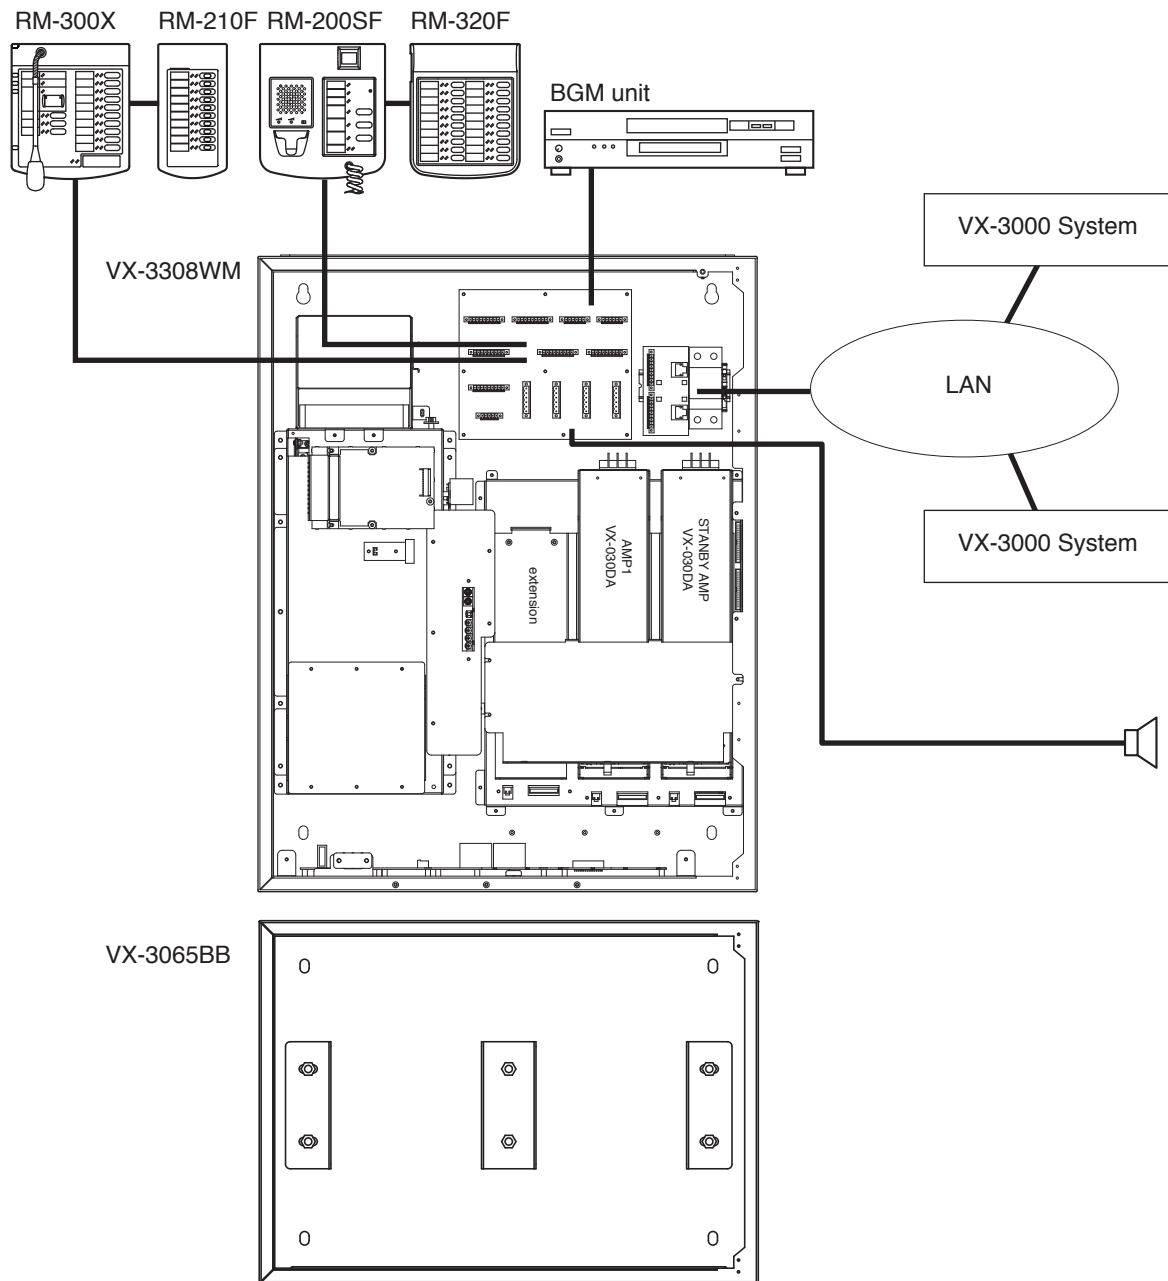 RM-300X
RM-210F
RM-200SF
RM-320F
BGM unit
VX-3000 System
VX-3308WM
LAN
VX-3000 System
extension
AMP1
VX-030DA
STANBY AMP
VX-030DA
VX-3065BB